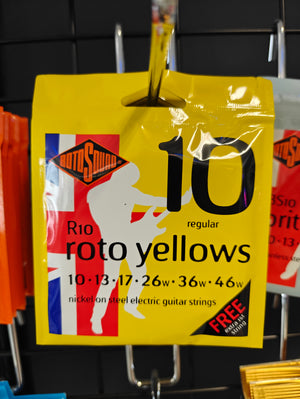 ROTOSOUND
10
regular
R10
roto yellows
10·13·17·26w·36w·46w
nickel on steel electric guitar strings
FREE
extra 1st
string